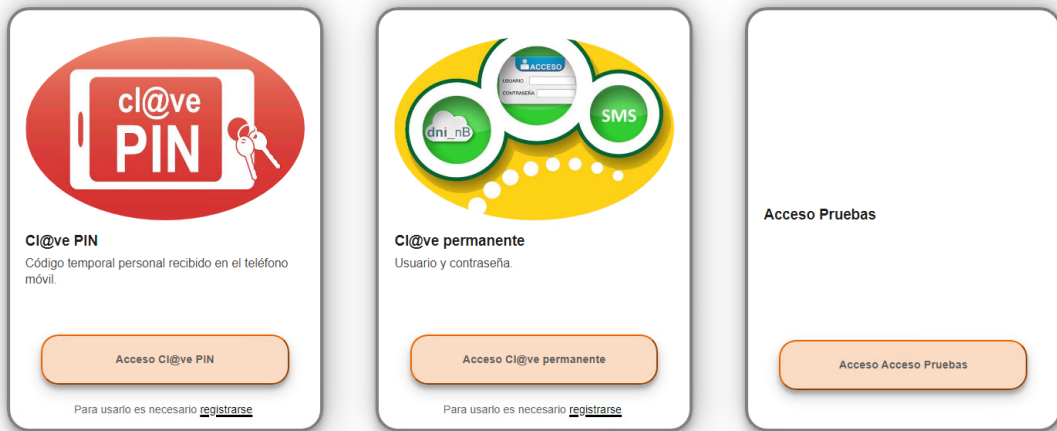 cl@ve
PIN
Cl@ve PIN
Código temporal personal recibido en el teléfono
móvil.
Acceso Cl@ve PIN
Para usarlo es necesario registrarse
ACCESO
USUARIO
CONTRASEÑA
dni_nB
SMS
Cl@ve permanente
Usuario y contraseña.
Acceso Cl@ve permanente
Para usarlo es necesario registrarse
Acceso Pruebas
Acceso Acceso Pruebas